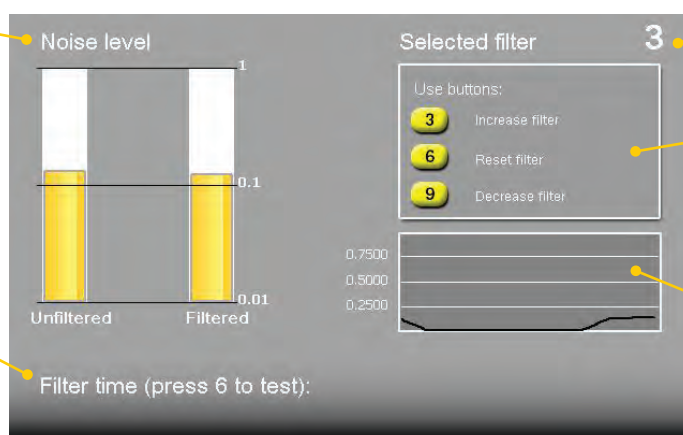 Noise level
1
0.1
0.01
Unfiltered Filtered
Selected filter 3
Use buttons:
3 Increase filter
6 Reset filter
9 Decrease filter
0.7500
0.5000
0.2500
Filter time (press 6 to test):